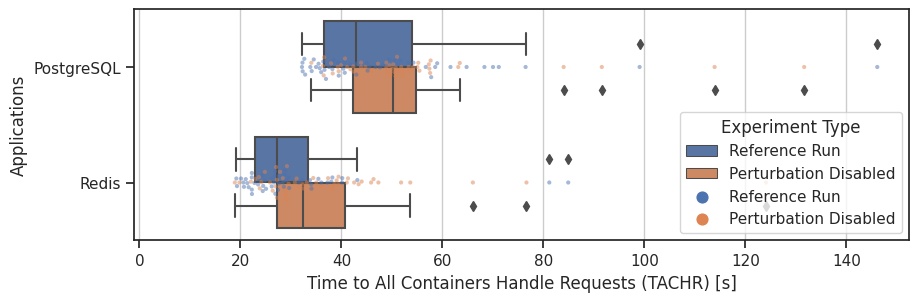 Applications
PostgreSQL
Redis
Experiment Type
Reference Run
Perturbation Disabled
Reference Run
Perturbation Disabled
0 20 40 60 80 100 120 140
Time to All Containers Handle Requests (TACHR) [s]